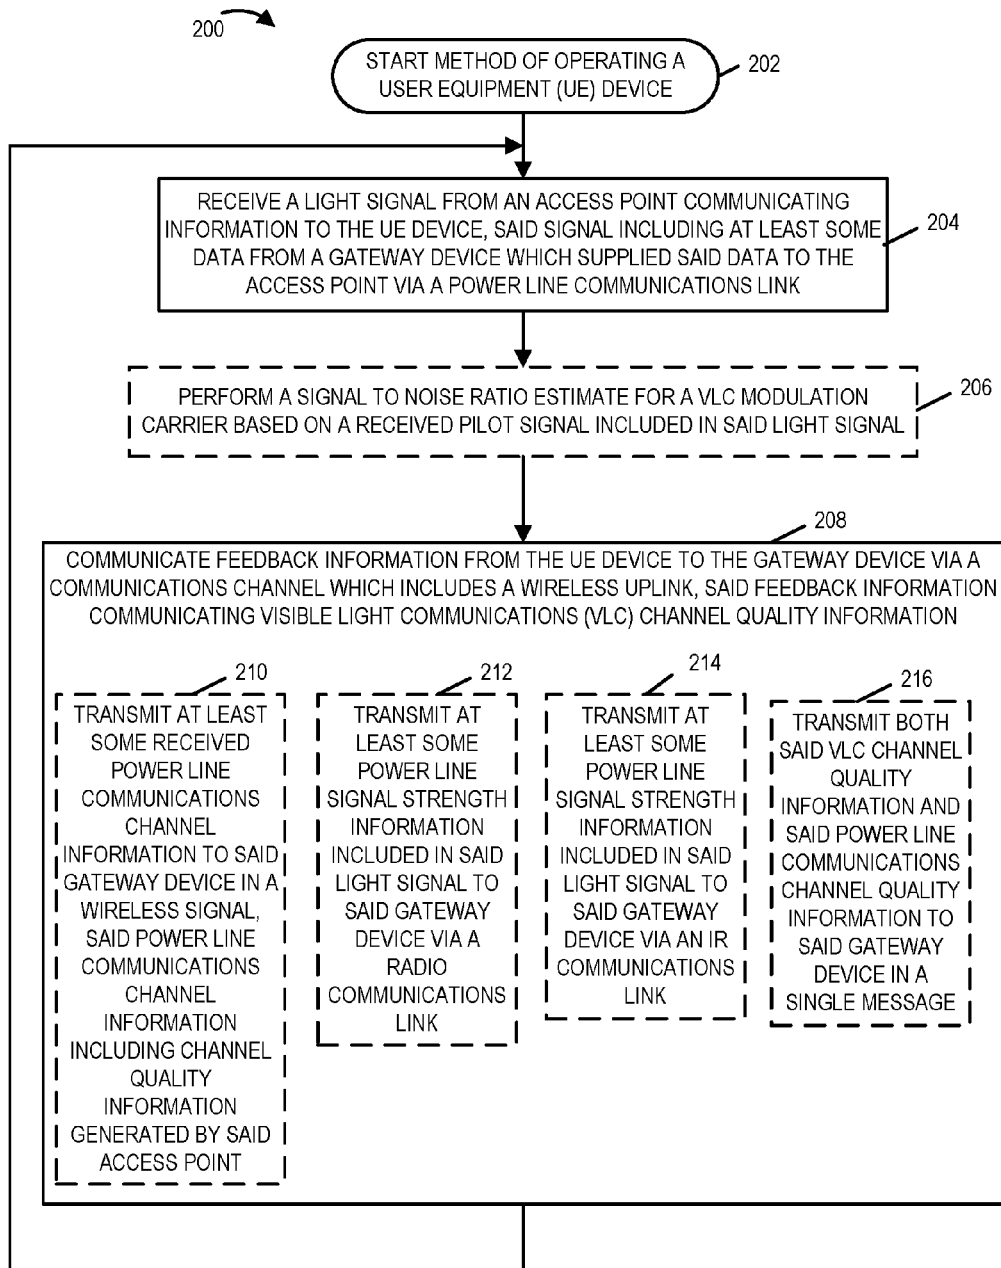 200
START METHOD OF OPERATING A
USER EQUIPMENT (UE) DEVICE
202
RECEIVE A LIGHT SIGNAL FROM AN ACCESS POINT COMMUNICATING
INFORMATION TO THE UE DEVICE, SAID SIGNAL INCLUDING AT LEAST SOME
DATA FROM A GATEWAY DEVICE WHICH SUPPLIED SAID DATA TO THE
ACCESS POINT VIA A POWER LINE COMMUNICATIONS LINK
204
PERFORM A SIGNAL TO NOISE RATIO ESTIMATE FOR A VLC MODULATION
CARRIER BASED ON A RECEIVED PILOT SIGNAL INCLUDED IN SAID LIGHT SIGNAL
206
208
COMMUNICATE FEEDBACK INFORMATION FROM THE UE DEVICE TO THE GATEWAY DEVICE VIA A
COMMUNICATIONS CHANNEL WHICH INCLUDES A WIRELESS UPLINK, SAID FEEDBACK INFORMATION
COMMUNICATING VISIBLE LIGHT COMMUNICATIONS (VLC) CHANNEL QUALITY INFORMATION
210
TRANSMIT AT LEAST
SOME RECEIVED
POWER LINE
COMMUNICATIONS
CHANNEL
INFORMATION TO SAID
GATEWAY DEVICE IN A
WIRELESS SIGNAL,
SAID POWER LINE
COMMUNICATIONS
CHANNEL
INFORMATION
INCLUDING CHANNEL
QUALITY
INFORMATION
GENERATED BY SAID
ACCESS POINT
212
TRANSMIT AT
LEAST SOME
POWER LINE
SIGNAL STRENGTH
INFORMATION
INCLUDED IN SAID
LIGHT SIGNAL TO
SAID GATEWAY
DEVICE VIA A
RADIO
COMMUNICATIONS
LINK
214
TRANSMIT AT
LEAST SOME
POWER LINE
SIGNAL STRENGTH
INFORMATION
INCLUDED IN SAID
LIGHT SIGNAL TO
SAID GATEWAY
DEVICE VIA AN IR
COMMUNICATIONS
LINK
216
TRANSMIT BOTH
SAID VLC CHANNEL
QUALITY
INFORMATION AND
SAID POWER LINE
COMMUNICATIONS
CHANNEL QUALITY
INFORMATION TO
SAID GATEWAY
DEVICE IN A
SINGLE MESSAGE